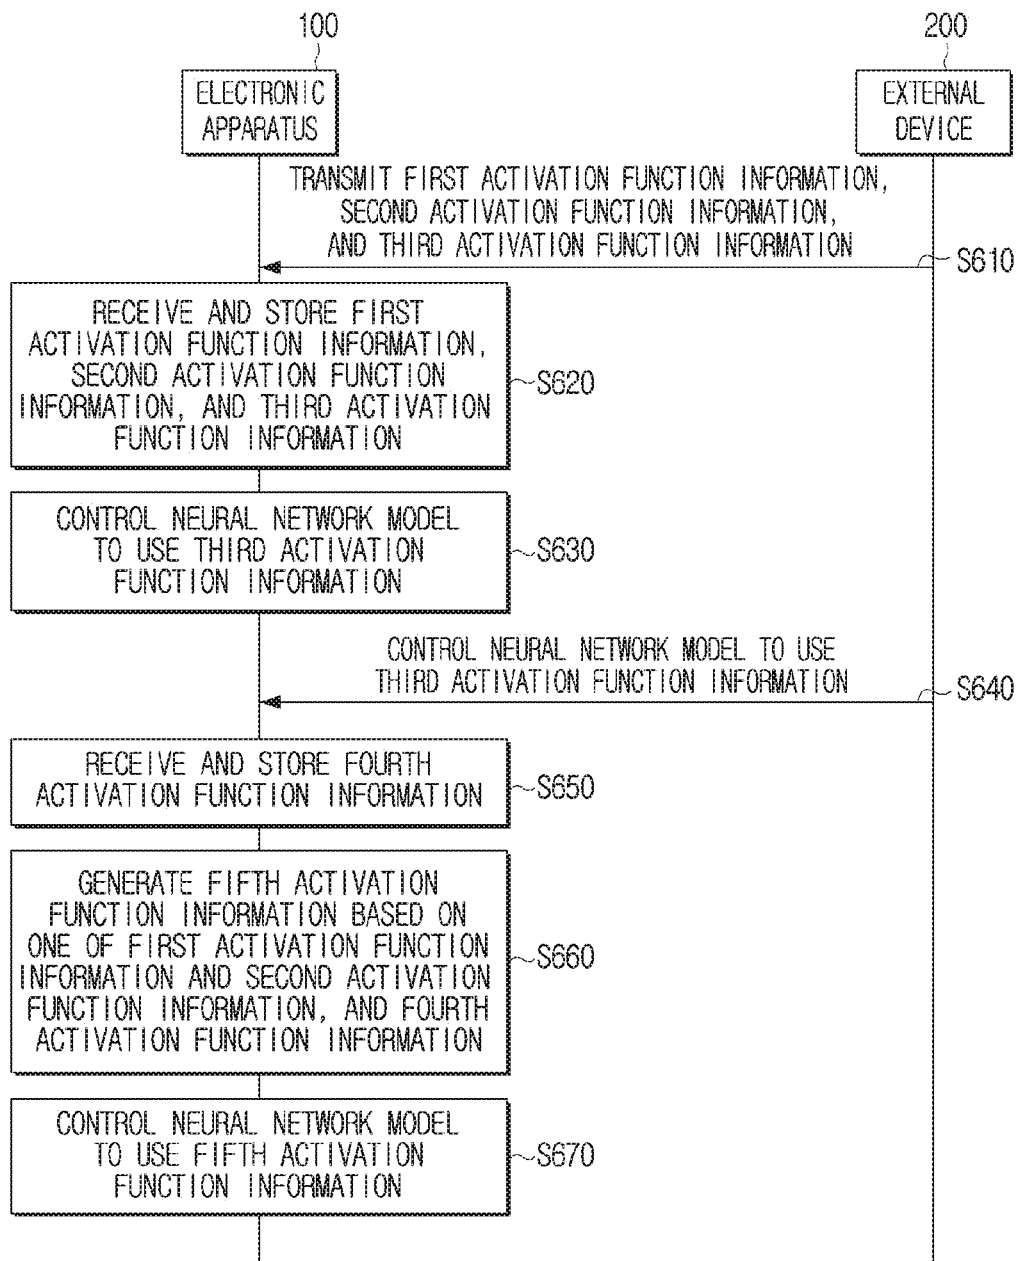 100
200
ELECTRONIC
APPARATUS
EXTERNAL
DEVICE
TRANSMIT FIRST ACTIVATION FUNCTION INFORMATION,
SECOND ACTIVATION FUNCTION INFORMATION,
AND THIRD ACTIVATION FUNCTION INFORMATION
S610
RECEIVE AND STORE FIRST
ACTIVATION FUNCTION INFORMATION,
SECOND ACTIVATION FUNCTION
INFORMATION, AND THIRD ACTIVATION
FUNCTION INFORMATION
S620
CONTROL NEURAL NETWORK MODEL
TO USE THIRD ACTIVATION
FUNCTION INFORMATION
S630
CONTROL NEURAL NETWORK MODEL TO USE
THIRD ACTIVATION FUNCTION INFORMATION
S640
RECEIVE AND STORE FOURTH
ACTIVATION FUNCTION INFORMATION
S650
GENERATE FIFTH ACTIVATION
FUNCTION INFORMATION BASED ON
ONE OF FIRST ACTIVATION FUNCTION
INFORMATION AND SECOND ACTIVATION
FUNCTION INFORMATION, AND FOURTH
ACTIVATION FUNCTION INFORMATION
S660
CONTROL NEURAL NETWORK MODEL
TO USE FIFTH ACTIVATION
FUNCTION INFORMATION
S670